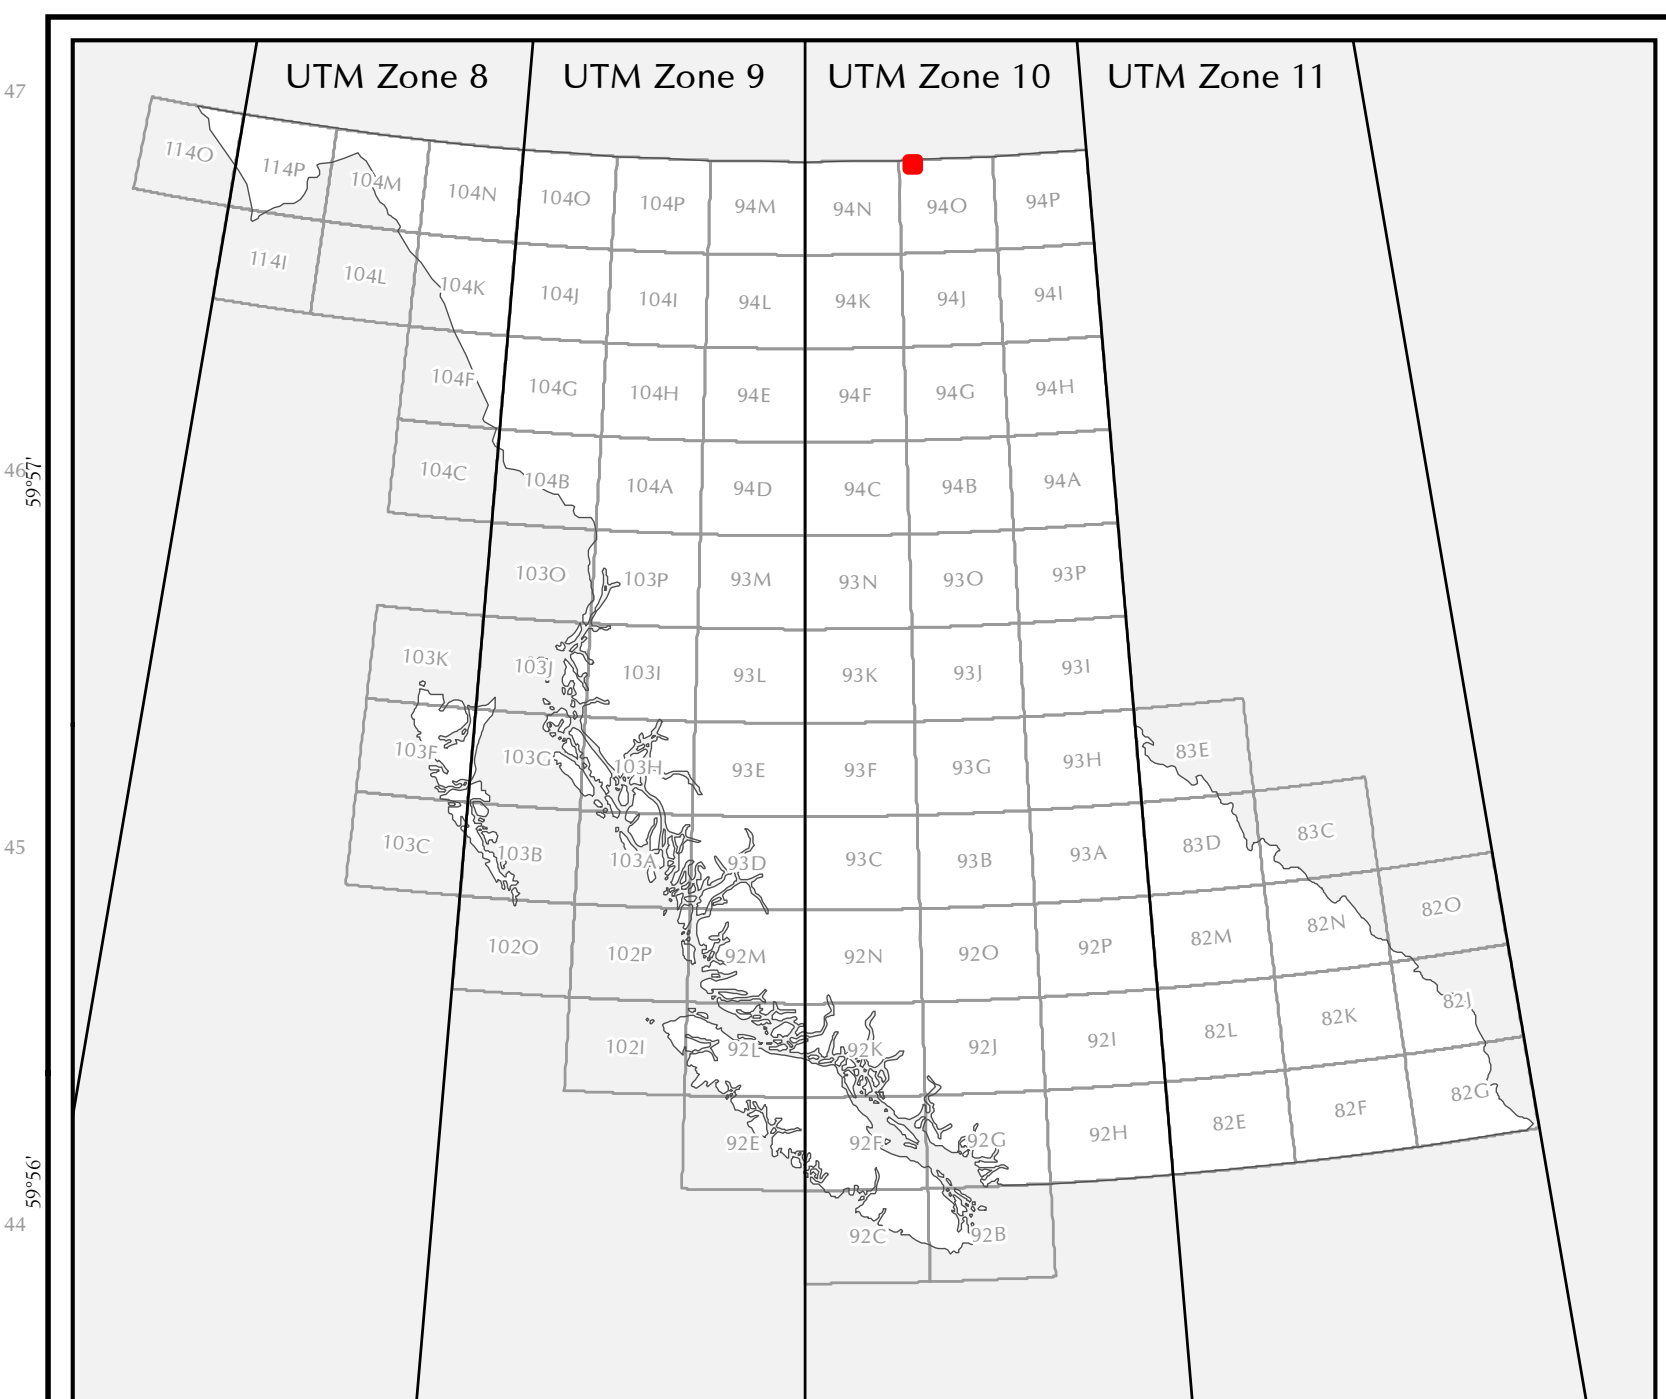 UTM Zone 8 UTM Zone 9 UTM Zone 10 UTM Zone 11
47
114O 114P 104M 104N 104O 104P 94M 94N 94O 94P
114I 104L 104K 104J 104I 94L 94K 94J 94I
104F 104G 104H 94E 94F 94G 94H
46
59°57'
104C 104B 104A 94D 94C 94B 94A
103O 103P 93M 93N 93O 93P
103K 103J 103I 93L 93K 93J 93I
103F 103G 103H 93E 93F 93G 93H 83E
45
103C 103B 103A 93D 93C 93B 93A 83D 83C
102O 102P 92M 92N 92O 92P 82M 82N 82O
102I 92L 92K 92J 92I 82L 82K 82J
92E 92F 92G 92H 82E 82F 82G
59°56'
44
92C 92B